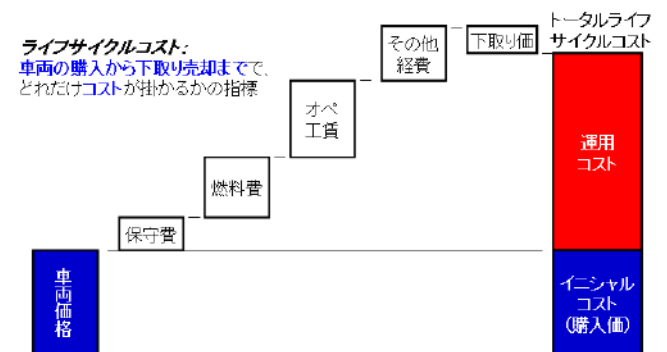 ライフサイクルコスト:
車両の購入から下取り売却までで、
どれだけコストが掛かるかの指標
車両価格
保守費
燃料費
オペ
工賃
その他
経費
下取り価
トータルライフ
サイクルコスト
運用
コスト
イニシャル
コスト
(購入価)